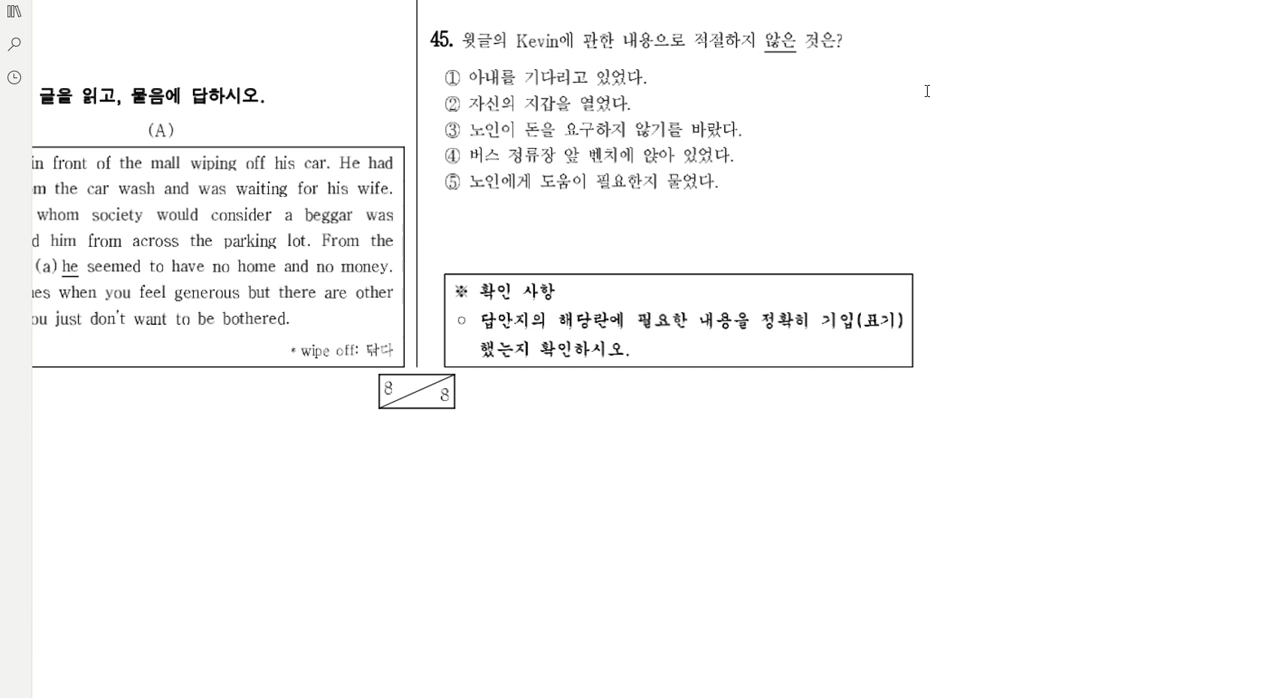 글을 읽고, 물음에 답하시오.
(A)
in front of the mall wiping off his car. He had
the car wash and was waiting for his wife.
whom society would consider a beggar was
him from across the parking lot. From the
(a) he seemed to have no home and no money.
when you feel generous but there are other
just don't want to be bothered.
* wipe off: 닦다
45. 윗글의 Kevin에 관한 내용으로 적절하지 않은 것은?
① 아내를 기다리고 있었다.
② 자신의 지갑을 열었다.
③ 노인이 돈을 요구하지 않기를 바랐다.
④ 버스 정류장 앞 벤치에 앉아 있었다.
⑤ 노인에게 도움이 필요한지 물었다.
※ 확인 사항
○ 답안지의 해당란에 필요한 내용을 정확히 기입(표기)
했는지 확인하시오.
8 8